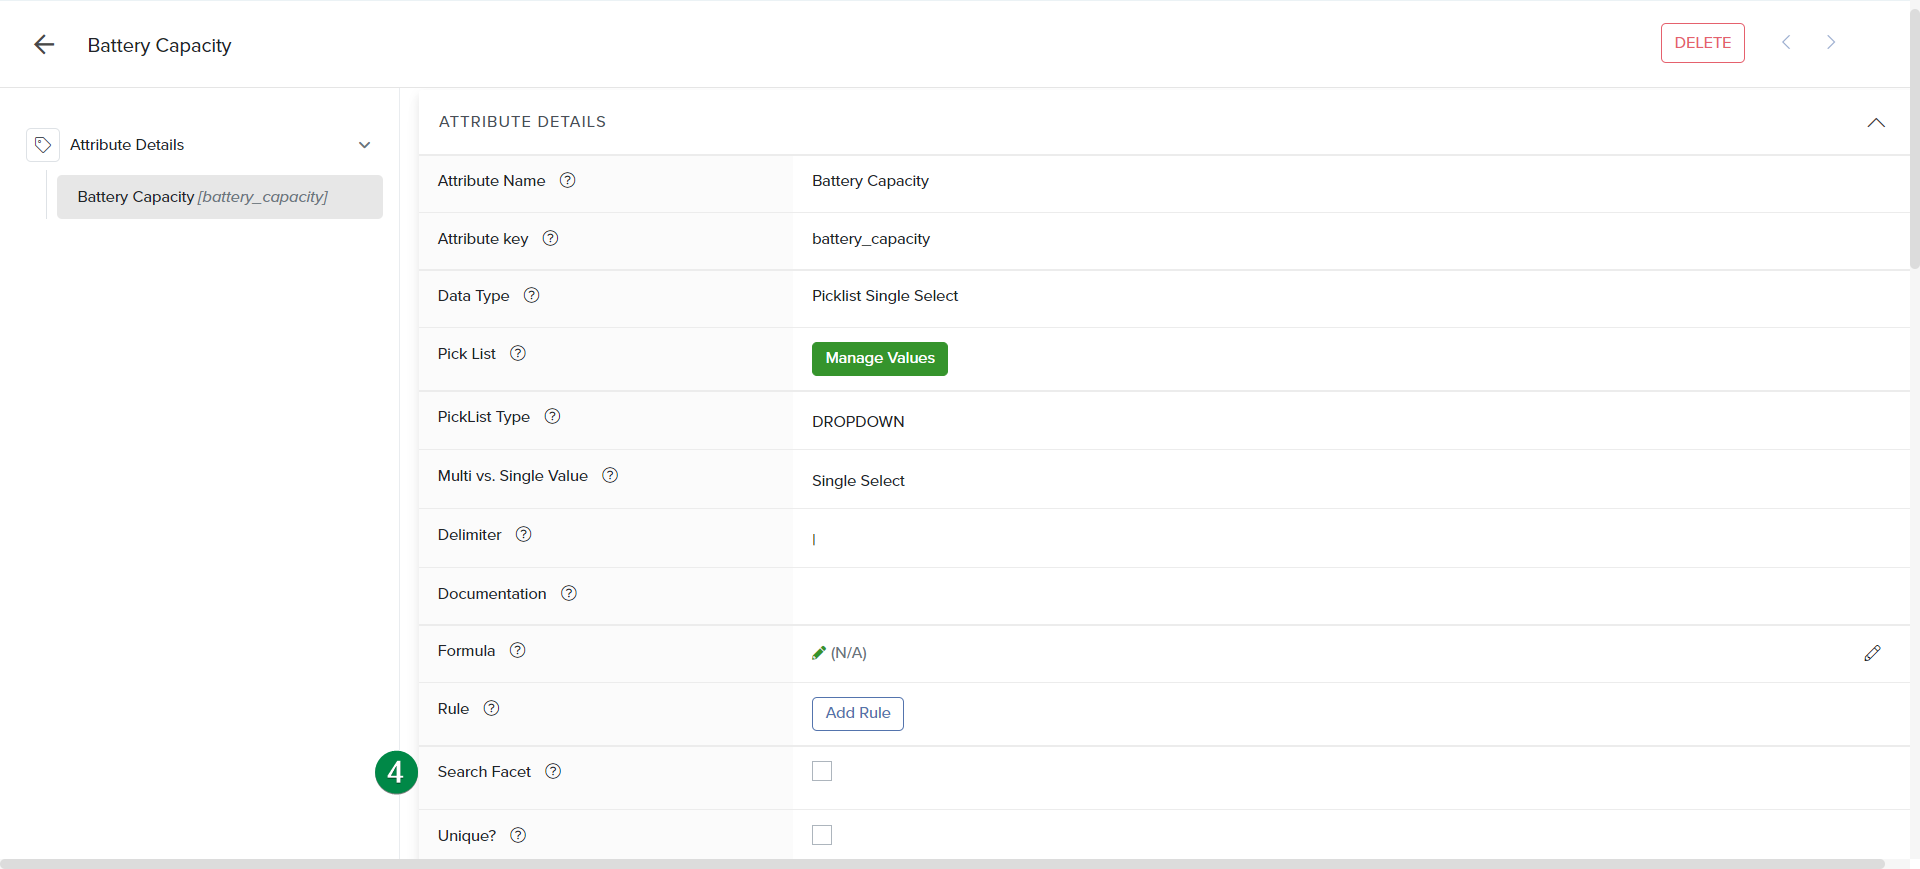 Battery Capacity
DELETE
Attribute Details
Battery Capacity [battery_capacity]
ATTRIBUTE DETAILS
Attribute Name ?
Battery Capacity
Attribute key ?
battery_capacity
Data Type ?
Picklist Single Select
Pick List ?
Manage Values
PickList Type ?
DROPDOWN
Multi vs. Single Value ?
Single Select
Delimiter ?
|
Documentation ?
Formula ?
(N/A)
Rule ?
Add Rule
4
Search Facet ?
Unique? ?